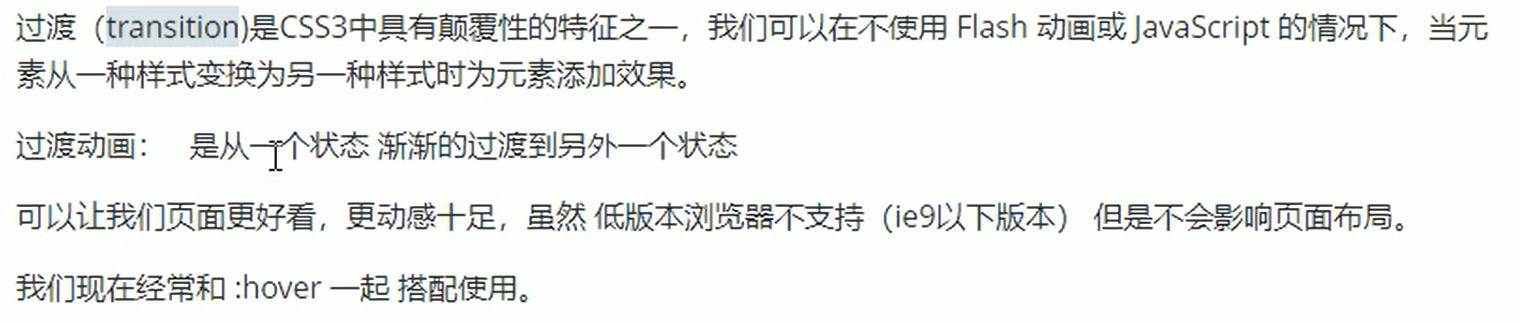 过渡（transition)是CSS3中具有颠覆性的特征之一，我们可以在不使用 Flash 动画或 JavaScript 的情况下，当元
素从一种样式变换为另一种样式时为元素添加效果。
过渡动画： 是从一个状态 渐渐的过渡到另外一个状态
可以让我们页面更好看，更动感十足，虽然 低版本浏览器不支持（ie9以下版本） 但是不会影响页面布局。
我们现在经常和 :hover 一起 搭配使用。